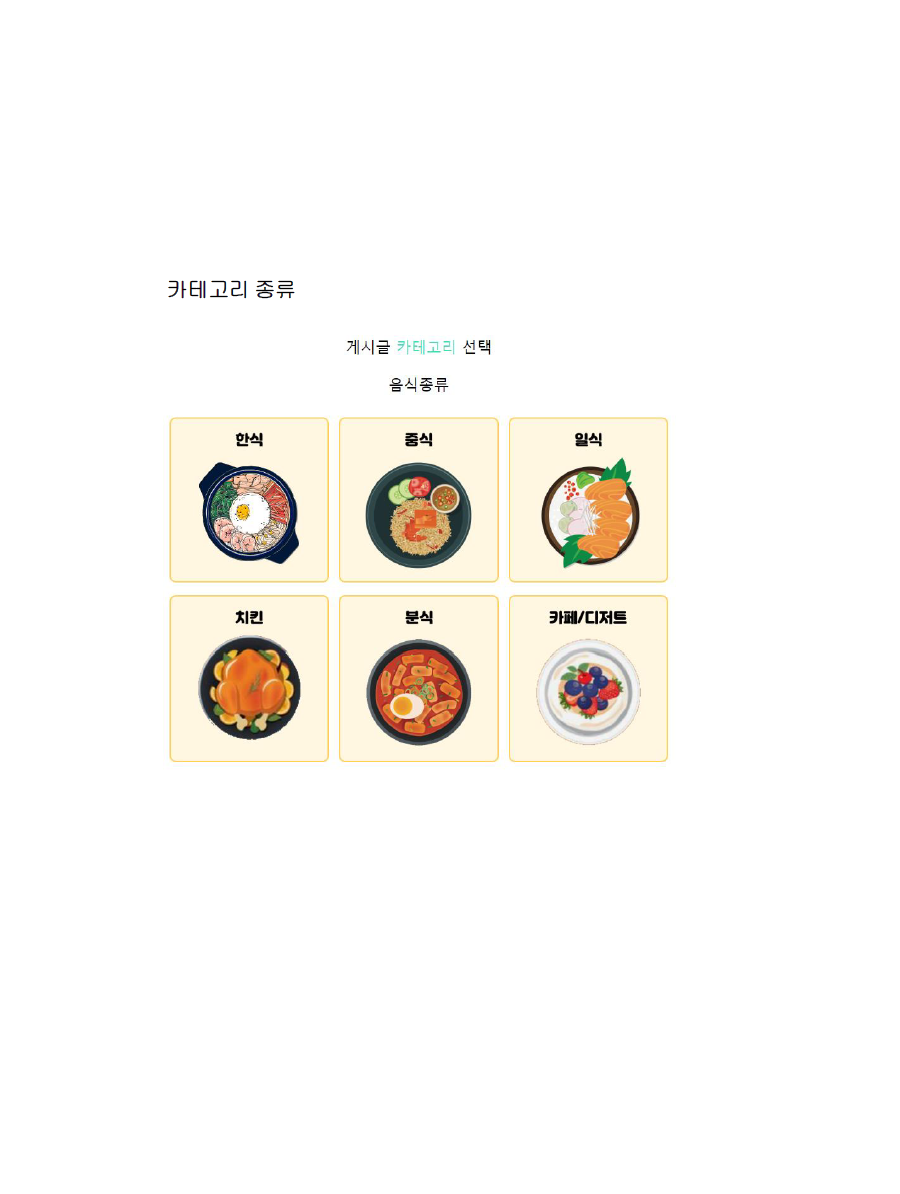 카테고리 종류
게시글 카테고리 선택
음식종류
한식 중식 일식
치킨 분식 카페/디저트